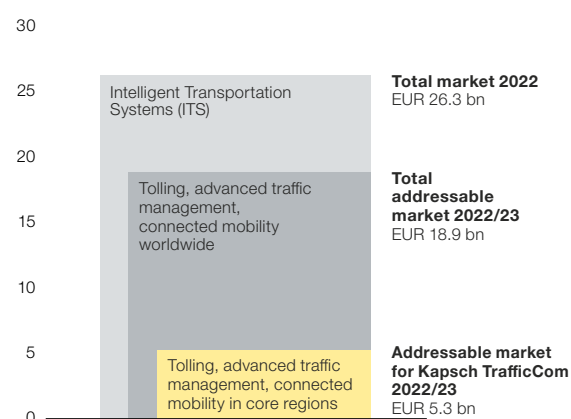 30
25
20
15
10
5
0
Intelligent Transportation
Systems (ITS)
Total market 2022
EUR 26.3 bn
Tolling, advanced traffic
management,
connected mobility
worldwide
Total
addressable
market 2022/23
EUR 18.9 bn
Tolling, advanced traffic
management, connected
mobility in core regions
Addressable market
for Kapsch TrafficCom
2022/23
EUR 5.3 bn